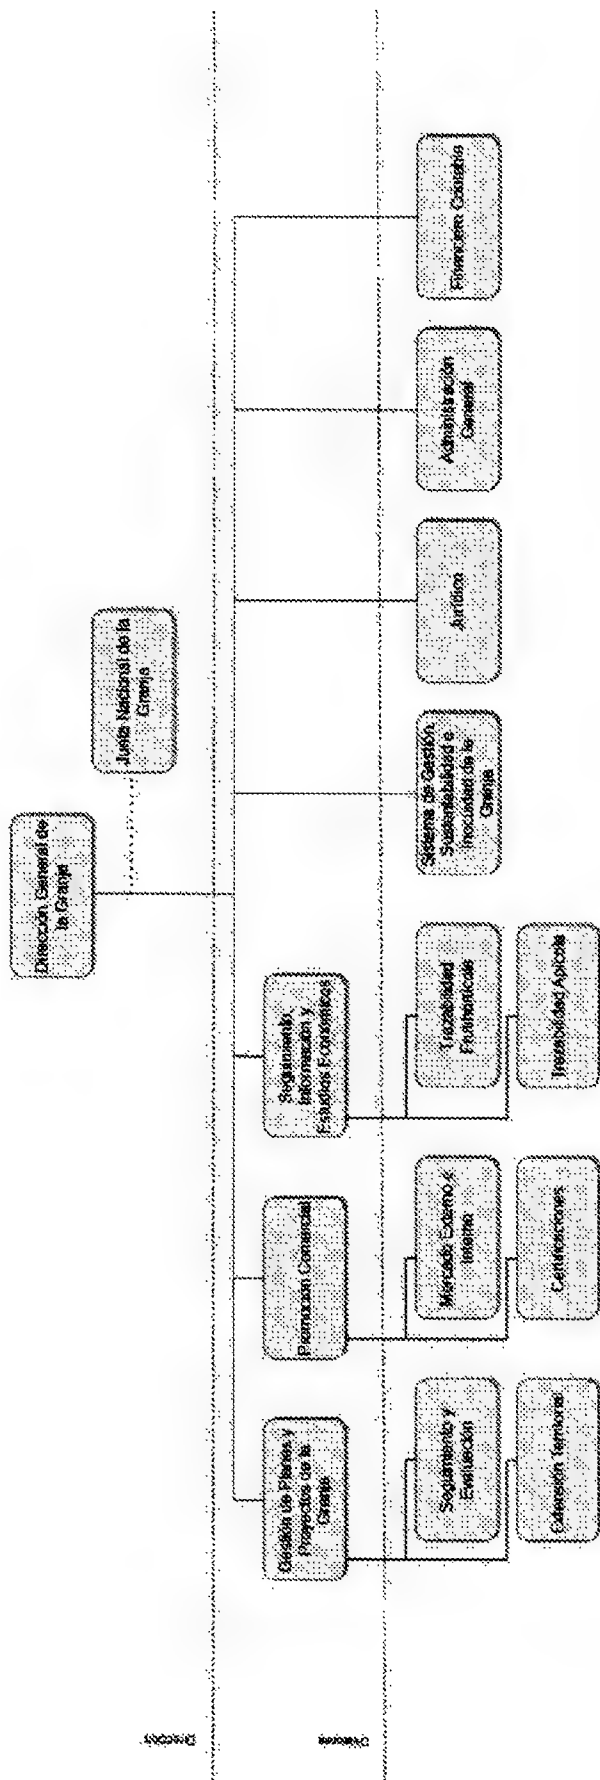 Dirección General de
la Granja
Junta Nacional de la
Granja
Dirección
Gestión de Planes y
Proyectos de la
Granja
Promoción Comercial
Seguimiento,
Información y
Estudios Económicos
Divisiones
Seguimiento y
Evaluación
Extensión Territorial
Mercado Externo e
Interno
Certificaciones
Trazabilidad
Frutihortícola
Trazabilidad Apícola
Sistema de Gestión,
Sustentabilidad e
Inocuidad de la
Granja
Jurídico
Administración
General
Financiero Contable